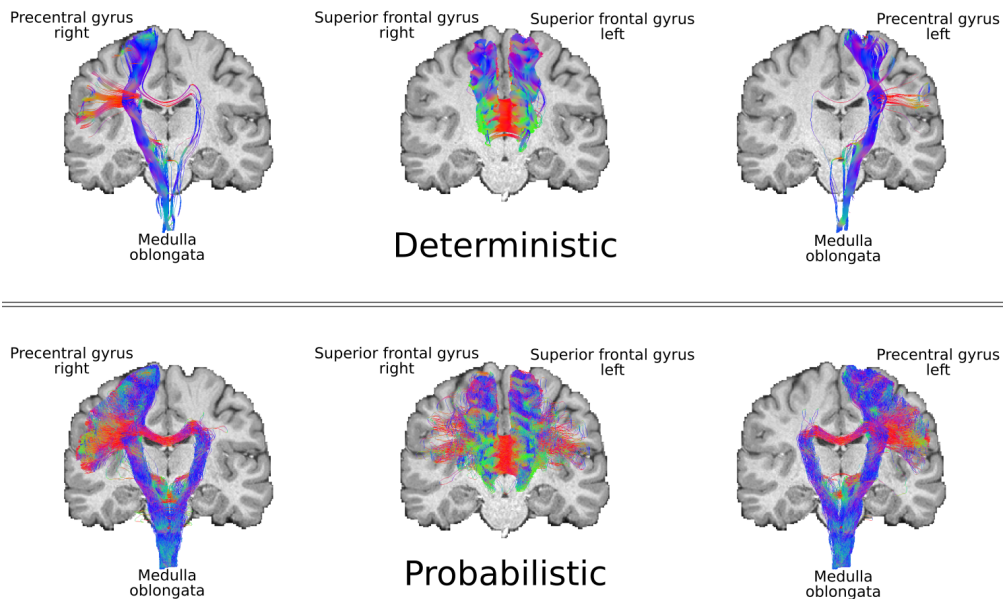 Precentral gyrus
right
Superior frontal gyrus
right
Superior frontal gyrus
left
Precentral gyrus
left
Medulla
oblongata
Deterministic
Medulla
oblongata
Precentral gyrus
right
Superior frontal gyrus
right
Superior frontal gyrus
left
Precentral gyrus
left
Medulla
oblongata
Probabilistic
Medulla
oblongata